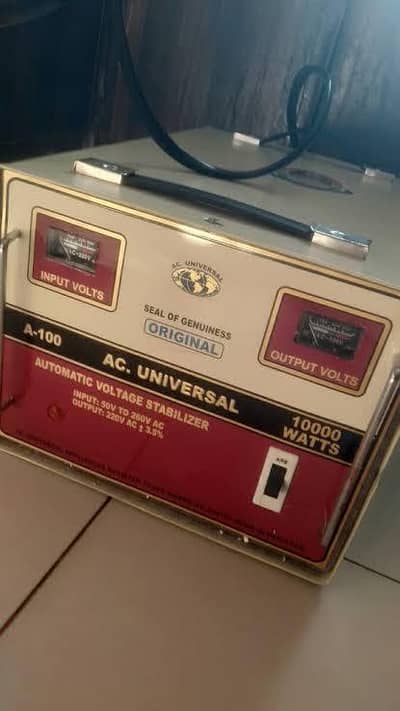 INPUT VOLTS
AC. UNIVERSAL
SEAL OF GENUINESS
ORIGINAL
OUTPUT VOLTS
A-100
AC. UNIVERSAL
10000
WATTS
AUTOMATIC VOLTAGE STABILIZER
INPUT: 50V TO 260V AC
OUTPUT: 220V AC ± 3.5%